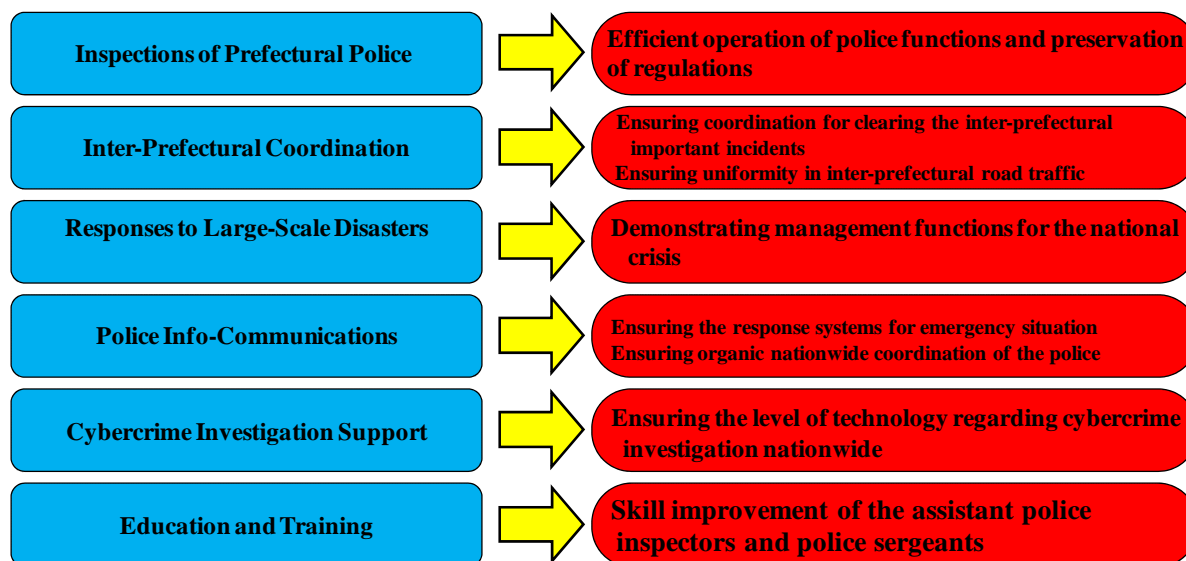 Inspections of Prefectural Police
Efficient operation of police functions and preservation
of regulations
Inter-Prefectural Coordination
Ensuring coordination for clearing the inter-prefectural
important incidents
Ensuring uniformity in inter-prefectural road traffic
Responses to Large-Scale Disasters
Demonstrating management functions for the national
crisis
Police Info-Communications
Ensuring the response systems for emergency situation
Ensuring organic nationwide coordination of the police
Cybercrime Investigation Support
Ensuring the level of technology regarding cybercrime
investigation nationwide
Education and Training
Skill improvement of the assistant police
inspectors and police sergeants